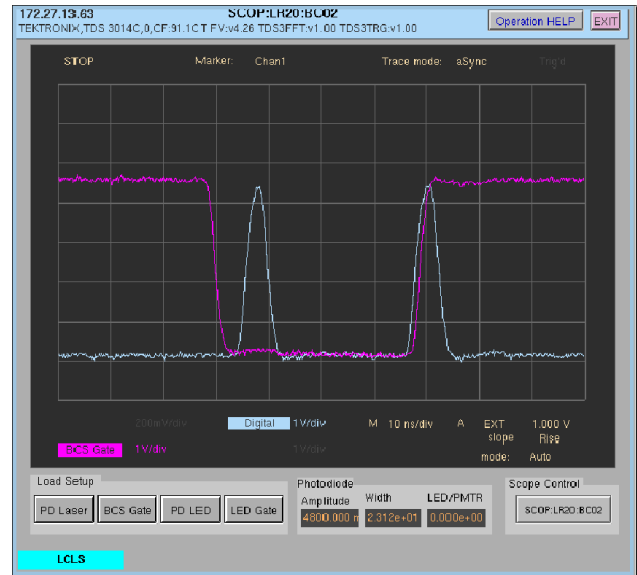 172.27.13.63 SCOP:LR20:BC02
TEKTRONIX,TDS 3014C,0,CF:91.1CT FV:v4.26 TDS3FFT:v1.00 TDS3TRG:v1.00
Operation HELP EXIT
STOP Marker: Chan1 Trace mode: aSync Trig'd
200mV/div Digital 1V/div M 10 ns/div A EXT 1.000 V
slope Rise
BCS Gate 1V/div 1V/div
mode: Auto
Load Setup Photodiode Scope Control
Amplitude Width LED/PMTR
PD Laser BCS Gate PD LED LED Gate 4800.000 m 2.312e+01 0.000e+00 SCOP:LR20:BC02
LCLS